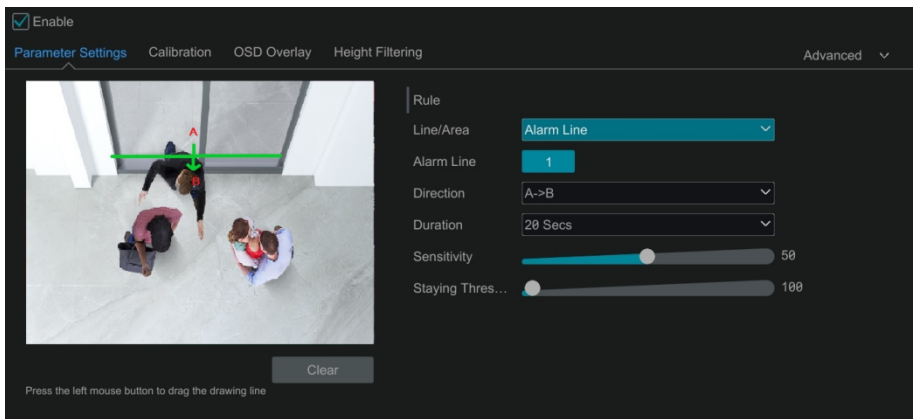 Enable
Parameter Settings Calibration OSD Overlay Height Filtering Advanced
Rule
Line/Area Alarm Line
Alarm Line 1
Direction A->B
Duration 20 Secs
Sensitivity 50
Staying Thres... 100
A
B
Clear
Press the left mouse button to drag the drawing line